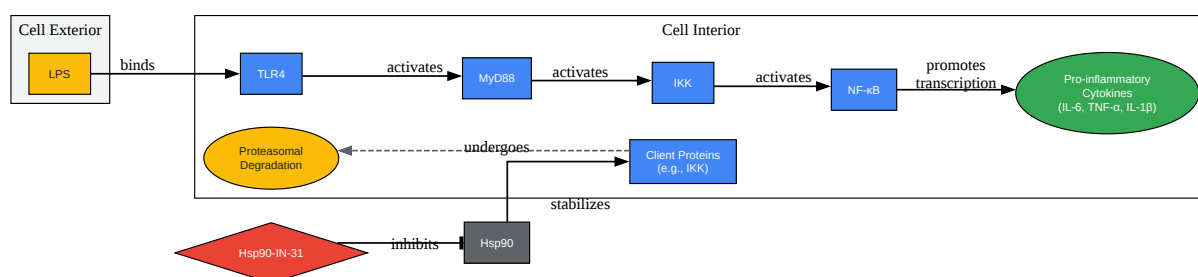 Cell Exterior
Cell Interior
LPS
binds
TLR4
activates
MyD88
activates
IKK
activates
NF-κB
promotes
transcription
Pro-inflammatory
Cytokines
(IL-6, TNF-α, IL-1β)
Proteasomal
Degradation
undergoes
Client Proteins
(e.g., IKK)
stabilizes
Hsp90-IN-31
inhibits
Hsp90